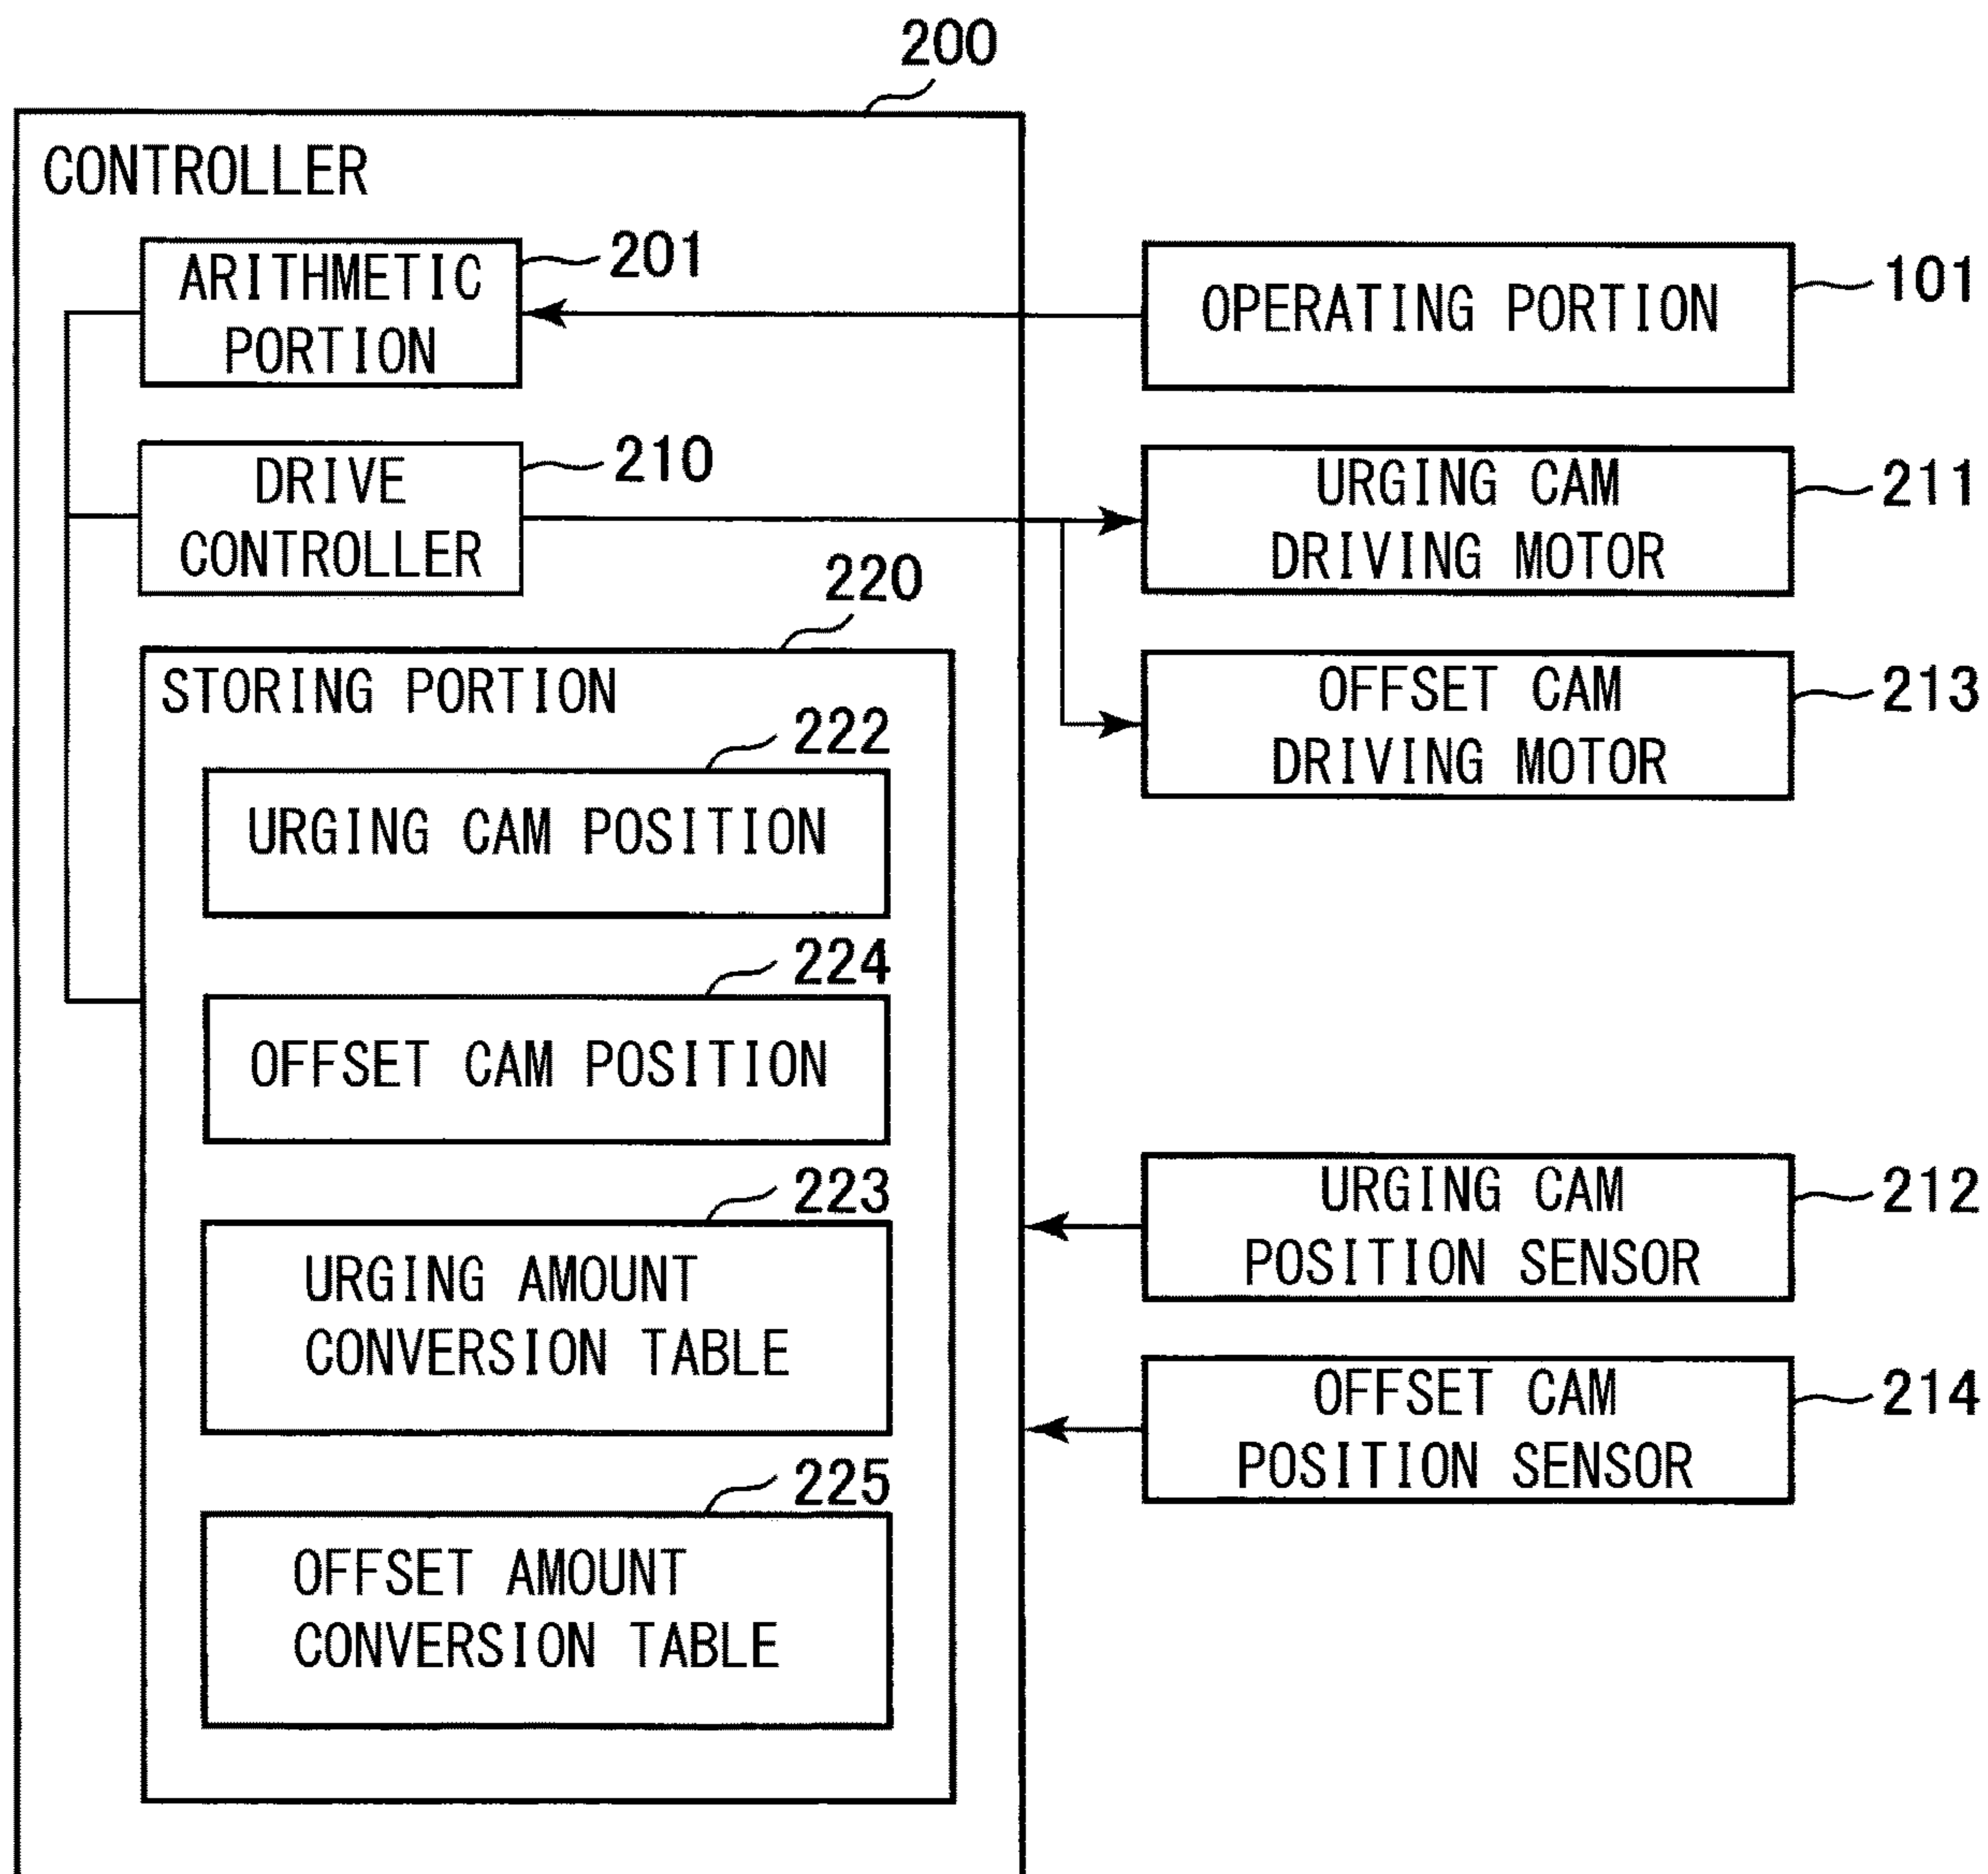 200
CONTROLLER
ARITHMETIC
PORTION
201
OPERATING PORTION
101
DRIVE
CONTROLLER
210
URGING CAM
DRIVING MOTOR
211
220
STORING PORTION
OFFSET CAM
DRIVING MOTOR
213
222
URGING CAM POSITION
224
OFFSET CAM POSITION
223
URGING AMOUNT
CONVERSION TABLE
URGING CAM
POSITION SENSOR
212
OFFSET CAM
POSITION SENSOR
214
225
OFFSET AMOUNT
CONVERSION TABLE